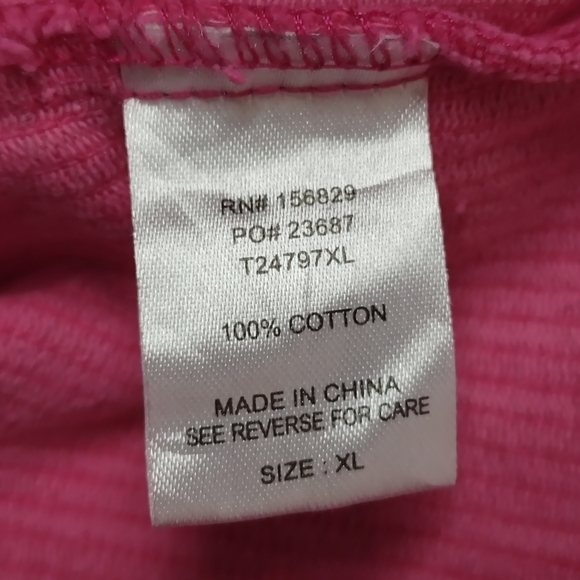 RN# 156829
PO# 23687
T24797XL
100% COTTON
MADE IN CHINA
SEE REVERSE FOR CARE
SIZE : XL